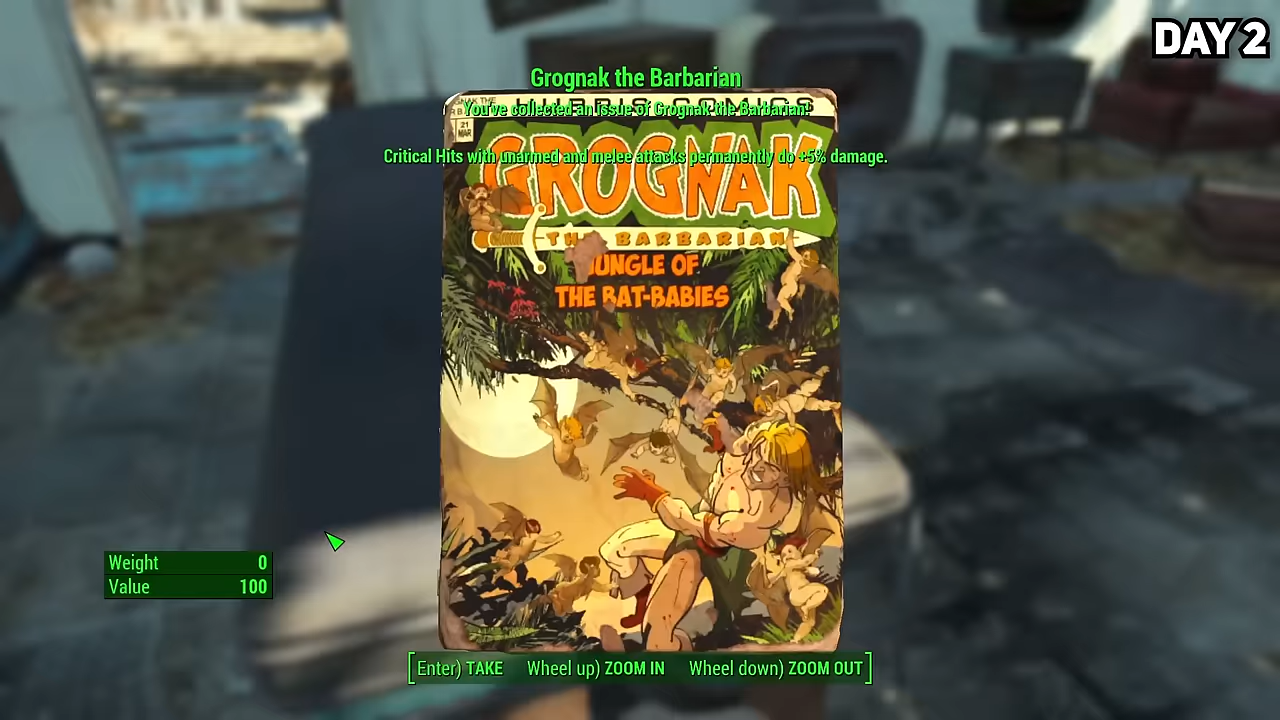 DAY 2
Grognak the Barbarian
You've collected an issue of Grognak the Barbarian!
21
MAR
Critical Hits with unarmed and melee attacks permanently do +5% damage.
GROGNAK
THE BARBARIAN
JUNGLE OF
THE BAT-BABIES
Weight 0
Value 100
Enter) TAKE Wheel up) ZOOM IN Wheel down) ZOOM OUT